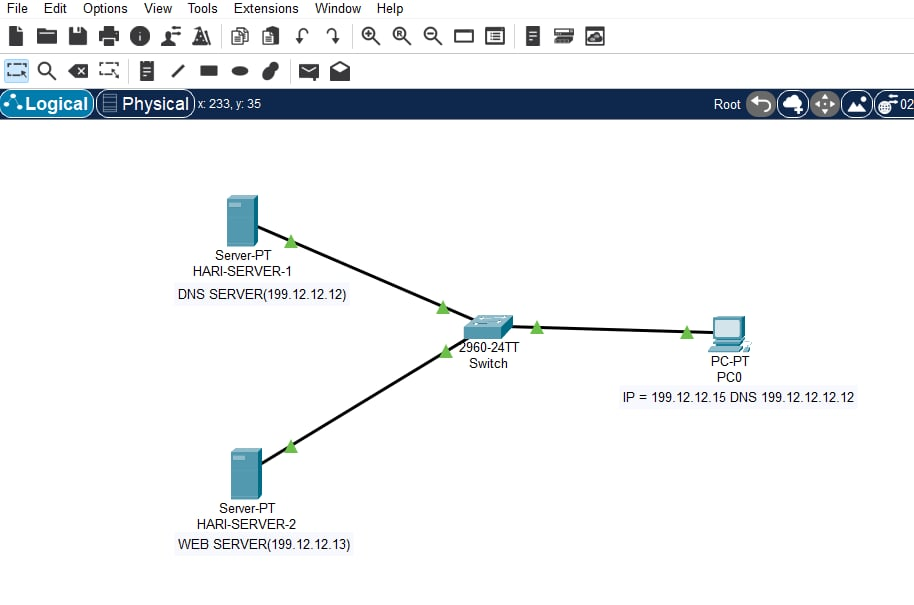 File Edit Options View Tools Extensions Window Help
Logical Physical x: 233, y: 35 Root 02
Server-PT
HARI-SERVER-1
DNS SERVER(199.12.12.12)
2960-24TT
Switch
PC-PT
PC0
IP = 199.12.12.15 DNS 199.12.12.12.12
Server-PT
HARI-SERVER-2
WEB SERVER(199.12.12.13)